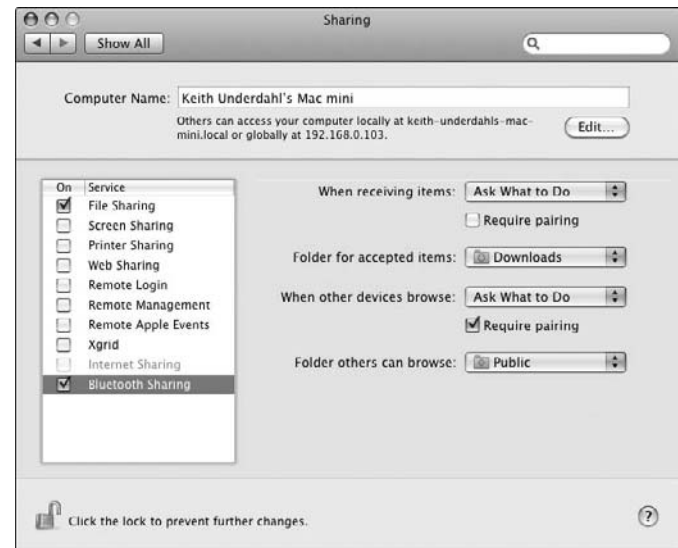 Sharing
Show All
Computer Name: Keith Underdahl's Mac mini
Others can access your computer locally at keith-underdahls-mac-
mini.local or globally at 192.168.0.103.
Edit...
On Service
File Sharing
Screen Sharing
Printer Sharing
Web Sharing
Remote Login
Remote Management
Remote Apple Events
Xgrid
Internet Sharing
Bluetooth Sharing
When receiving items: Ask What to Do
Require pairing
Folder for accepted items: Downloads
When other devices browse: Ask What to Do
Require pairing
Folder others can browse: Public
Click the lock to prevent further changes.
?